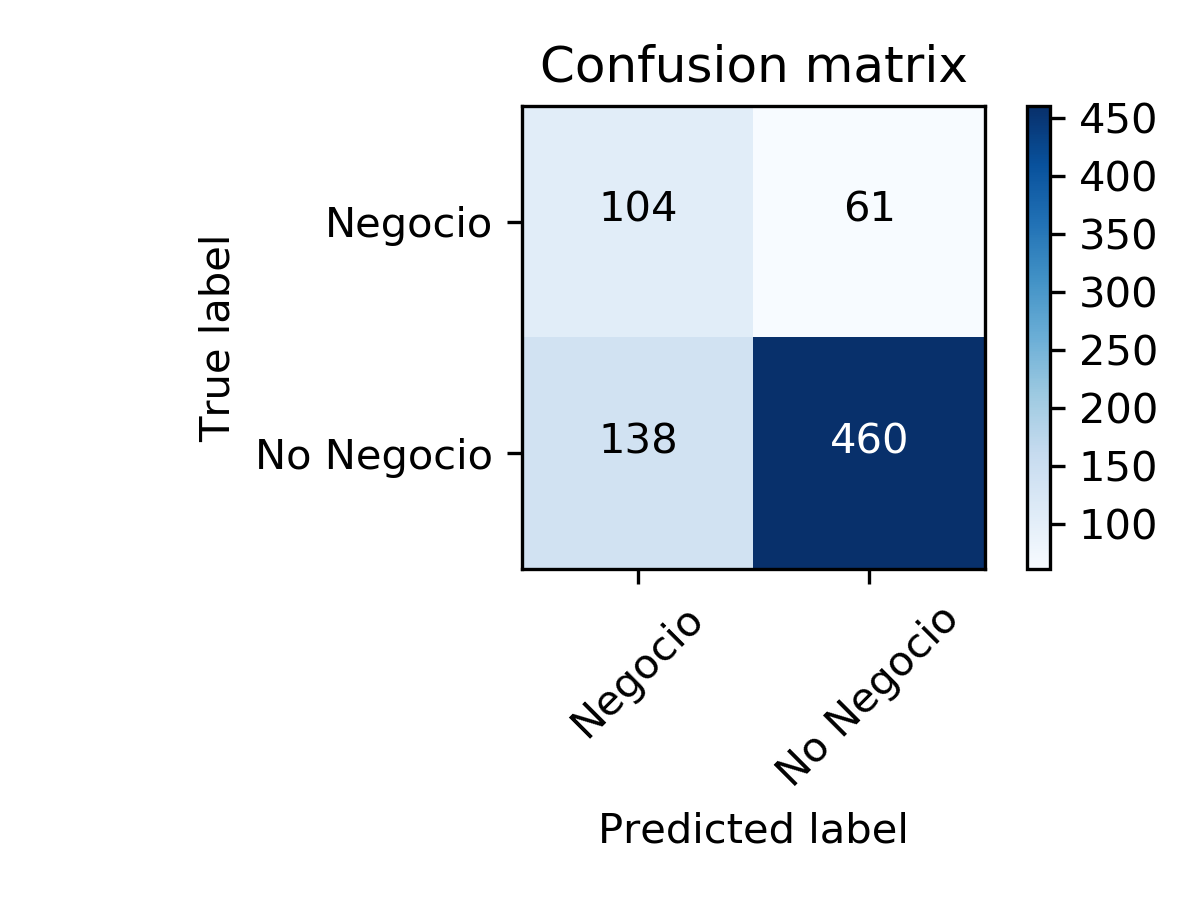 Confusion matrix
True label
Negocio
No Negocio
104
61
138
460
450
400
350
300
250
200
150
100
Negocio
No Negocio
Predicted label